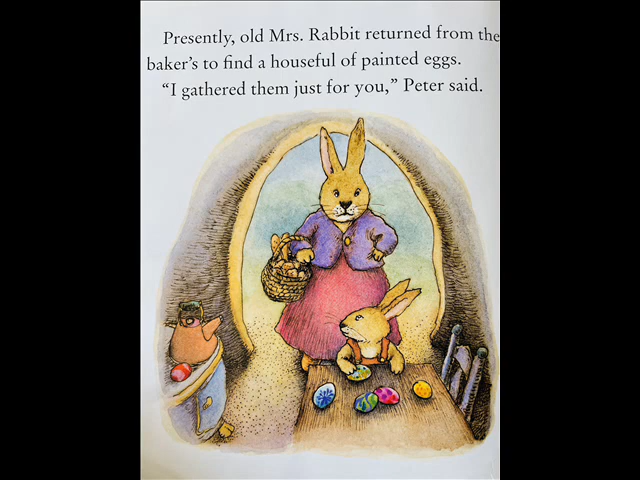 Presently, old Mrs. Rabbit returned from the
baker's to find a houseful of painted eggs.
“I gathered them just for you,” Peter said.